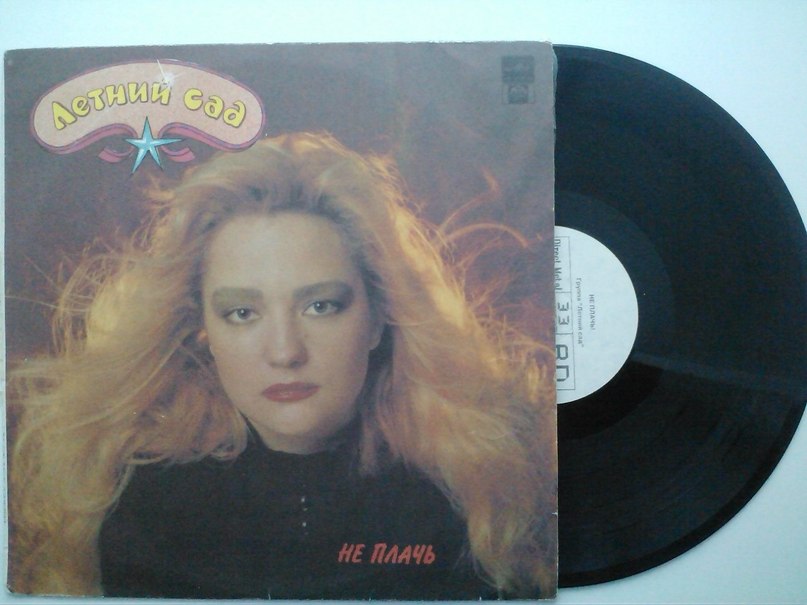 Летний сад
НЕ ПЛАЧЬ
НЕ ПЛАЧЬ!
Группа "Летний сад"
33